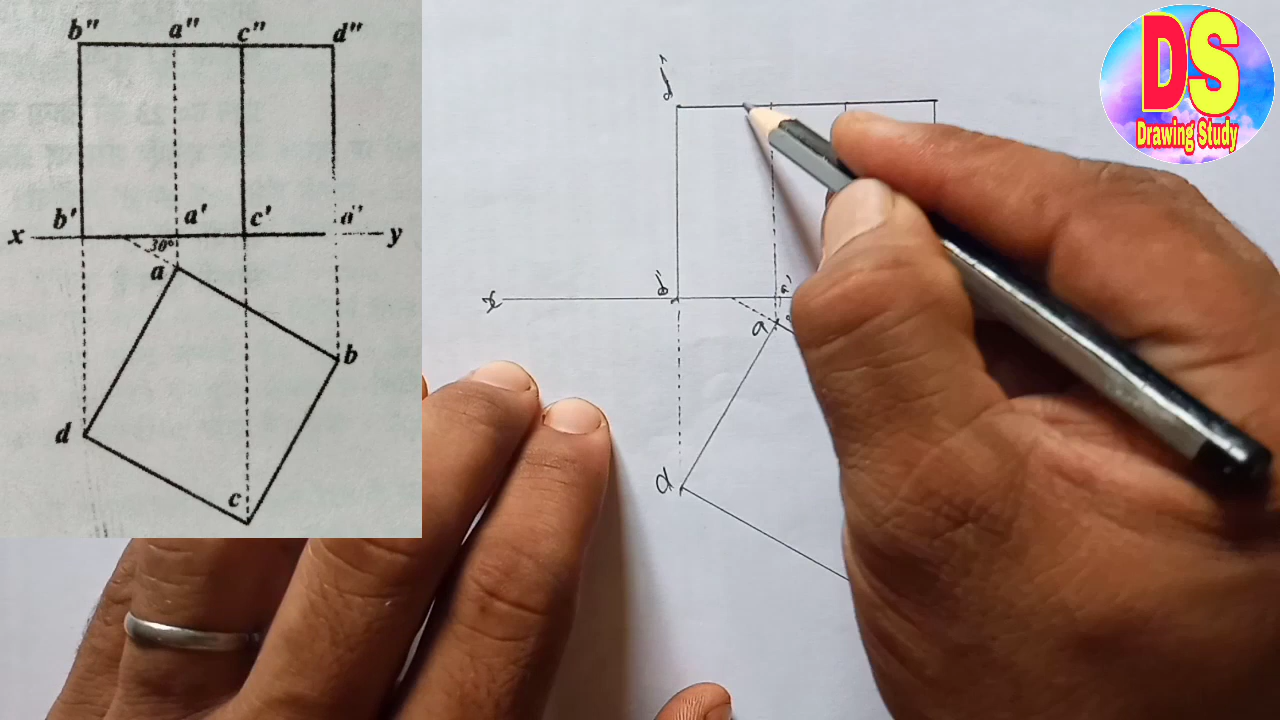 b" a" c" d"
b' a' c'
x y
30°
a
b
d
c
x
a
d
DS
Drawing Study